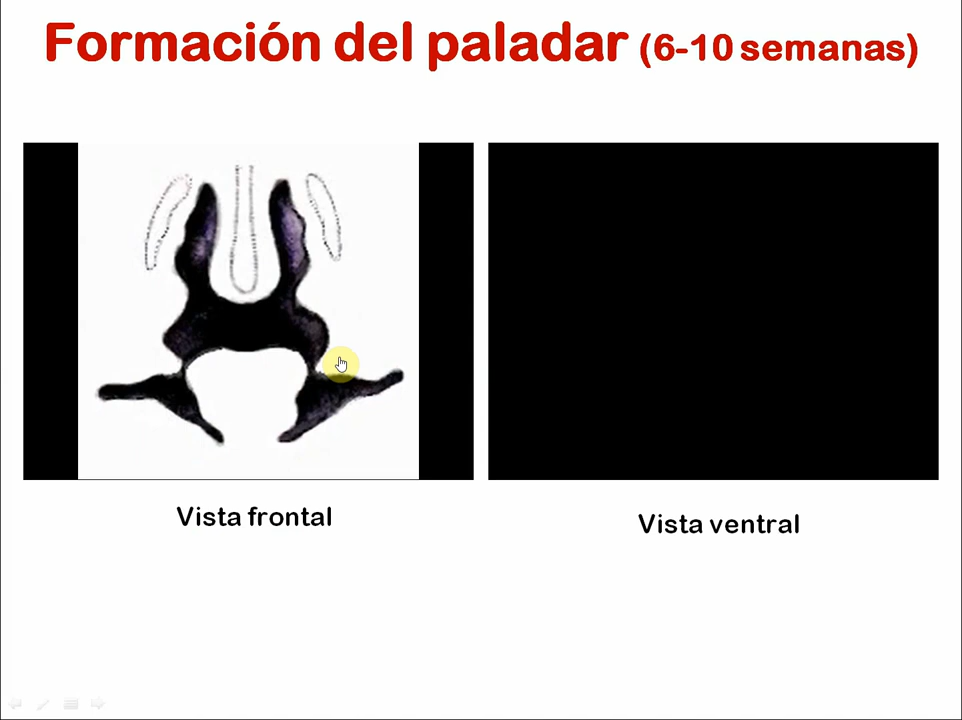 Formación del paladar (6-10 semanas)
Vista frontal
Vista ventral